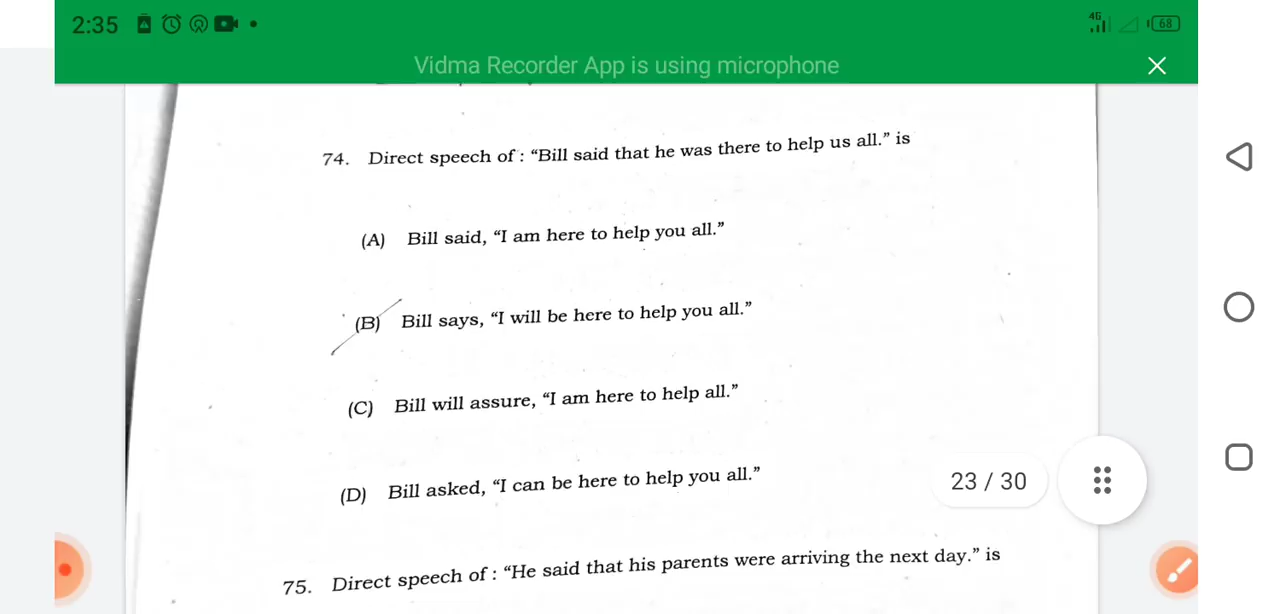 2:35 4G 68
Vidma Recorder App is using microphone
74. Direct speech of : “Bill said that he was there to help us all.” is
(A) Bill said, “I am here to help you all.”
(B) Bill says, “I will be here to help you all.”
(C) Bill will assure, “I am here to help all.”
(D) Bill asked, “I can be here to help you all.”
23 / 30
75. Direct speech of : “He said that his parents were arriving the next day.” is